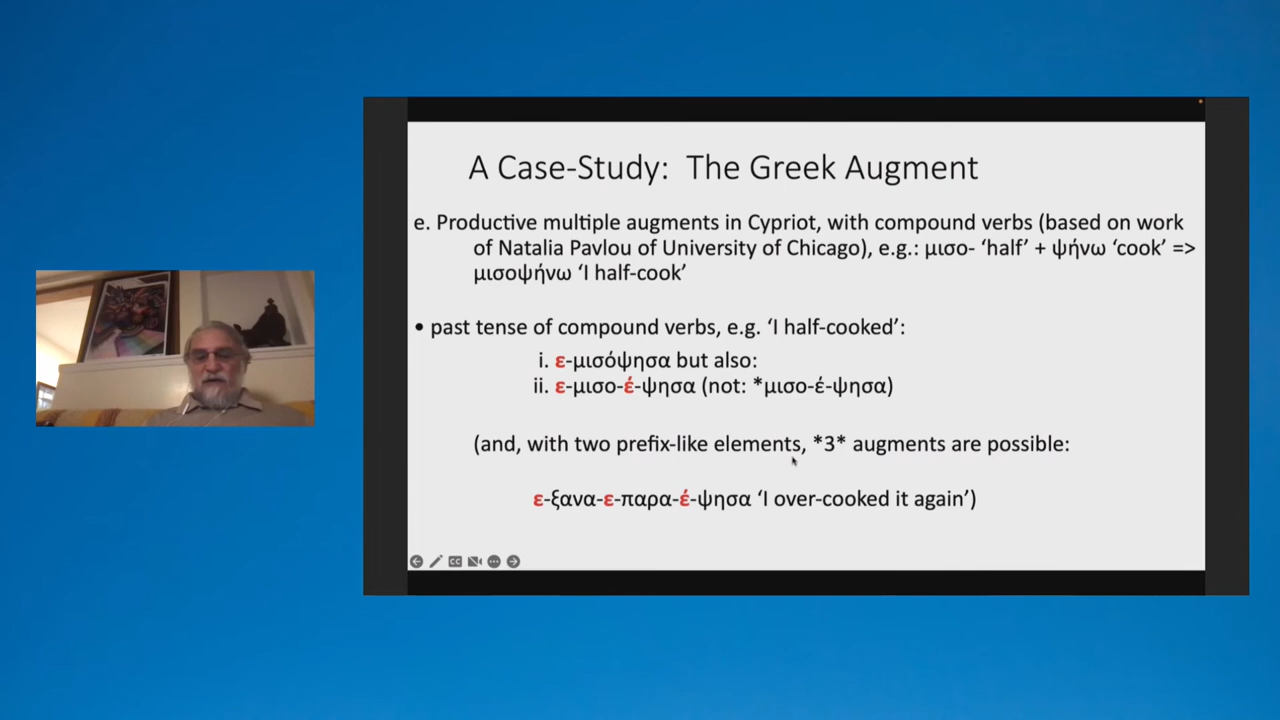 A Case-Study: The Greek Augment
e. Productive multiple augments in Cypriot, with compound verbs (based on work
of Natalia Pavlou of University of Chicago), e.g.: μισο- ‘half’ + ψήνω ‘cook’ =>
μισοψήνω ‘I half-cook’
• past tense of compound verbs, e.g. ‘I half-cooked’:
i. ε-μισόψησα but also:
ii. ε-μισο-έ-ψησα (not: *μισο-έ-ψησα)
(and, with two prefix-like elements, *3* augments are possible:
ε-ξανα-ε-παρα-έ-ψησα ‘I over-cooked it again’)
CC